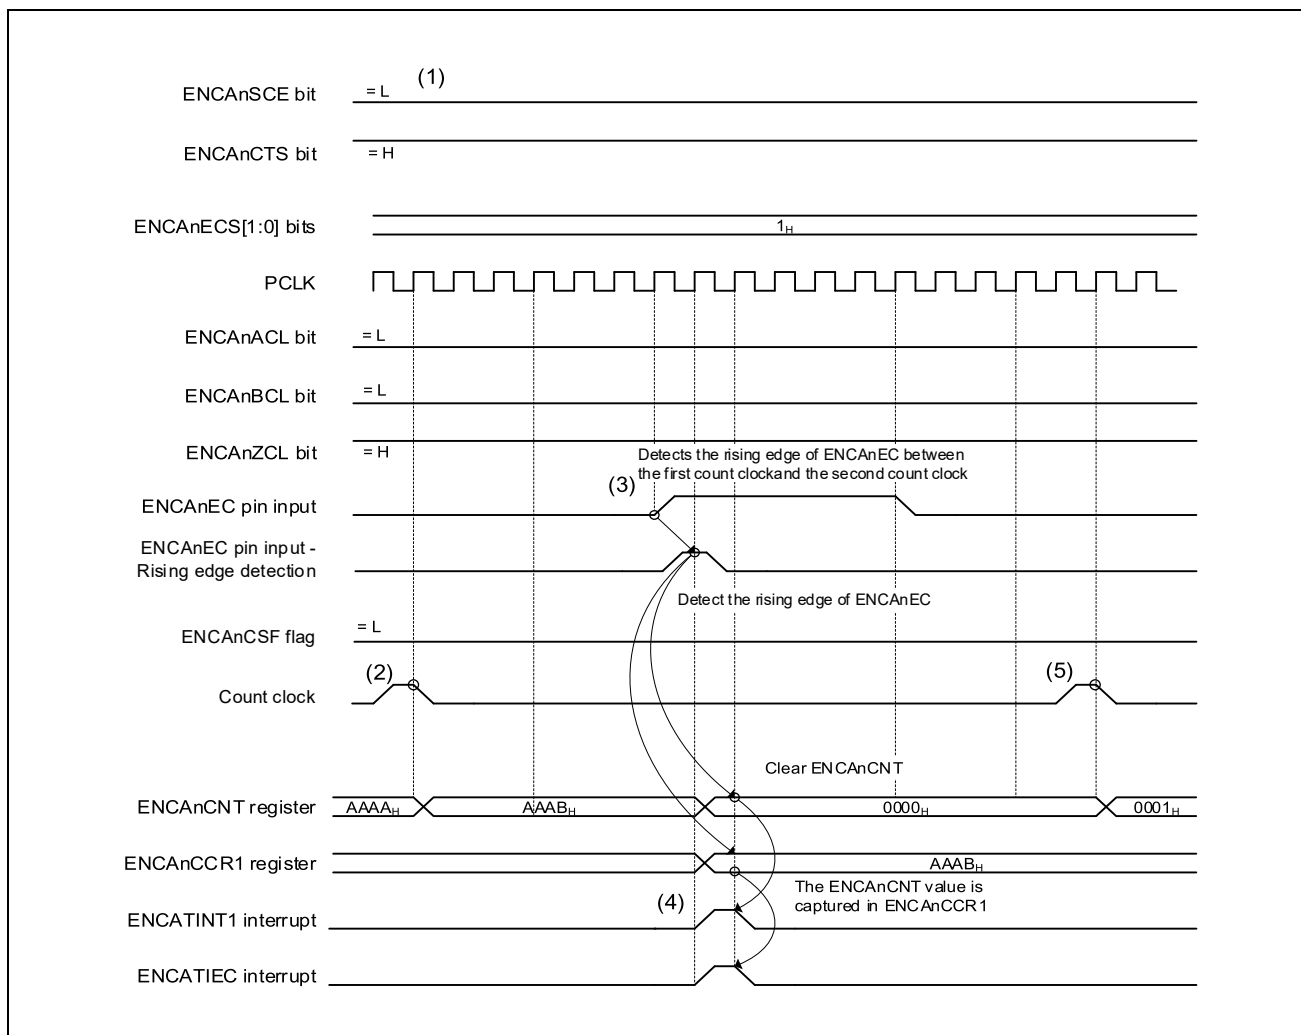 (1)
ENCAnSCE bit
= L
ENCAnCTS bit
= H
ENCAnECS[1:0] bits
1H
PCLK
ENCAnACL bit
= L
ENCAnBCL bit
= L
ENCAnZCL bit
= H
Detects the rising edge of ENCAnEC between
the first count clockand the second count clock
(3)
ENCAnEC pin input
ENCAnEC pin input -
Rising edge detection
Detect the rising edge of ENCAnEC
ENCAnCSF flag
= L
(2)
(5)
Count clock
Clear ENCAnCNT
ENCAnCNT register
AAAAH
AAABH
0000H
0001H
ENCAnCCR1 register
AAABH
The ENCAnCNT value is
captured in ENCAnCCR1
(4)
ENCATINT1 interrupt
ENCATIEC interrupt